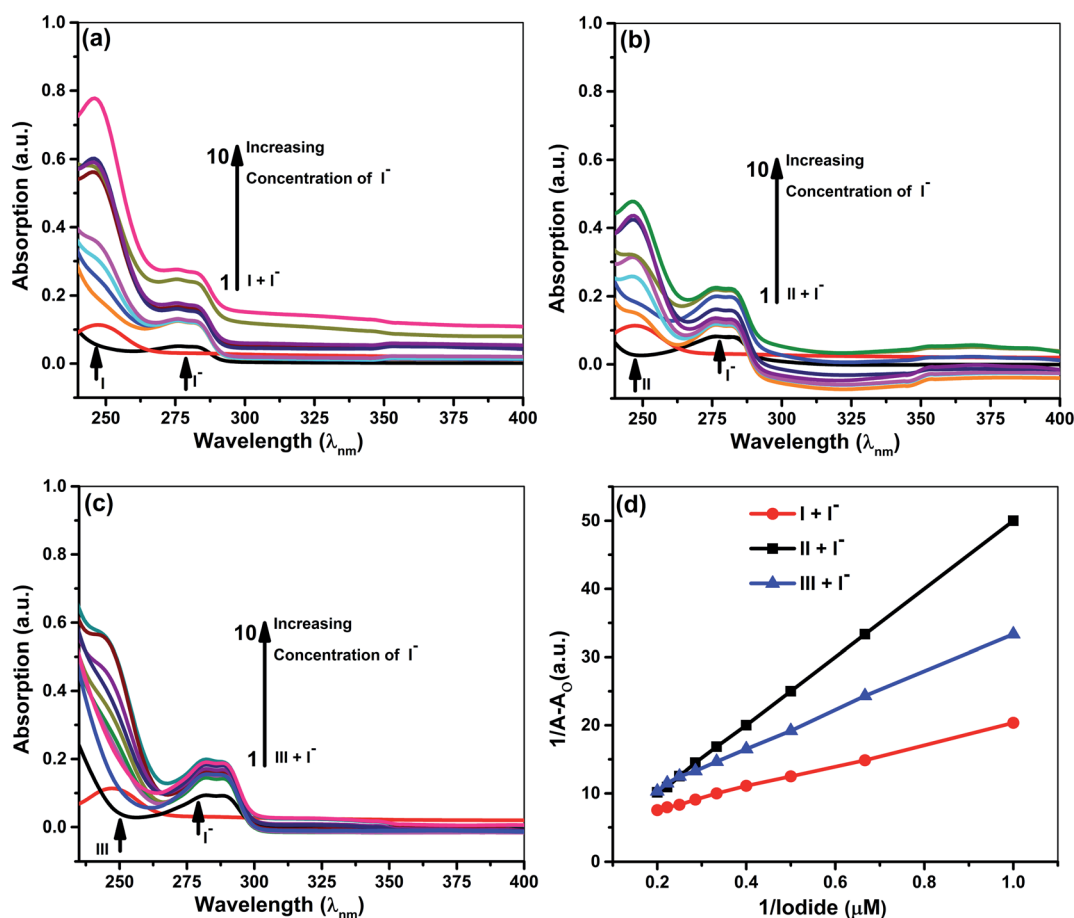 (a)
Absorption (a.u.)
1.0
0.8
0.6
0.4
0.2
0.0
10 Increasing
Concentration of I⁻
1 I + I⁻
I
I⁻
250 275 300 325 350 375 400
Wavelength (λnm)
(b)
Absorption (a.u.)
1.0
0.8
0.6
0.4
0.2
0.0
10 Increasing
Concentration of I⁻
1 II + I⁻
II
I⁻
250 275 300 325 350 375 400
Wavelength (λnm)
(c)
Absorption (a.u.)
1.0
0.8
0.6
0.4
0.2
0.0
10 Increasing
Concentration of I⁻
1 III + I⁻
III
I⁻
250 275 300 325 350 375 400
Wavelength (λnm)
(d)
1/A-AO(a.u.)
50
40
30
20
10
0
I + I⁻
II + I⁻
III + I⁻
0.2 0.4 0.6 0.8 1.0
1/Iodide (μM)